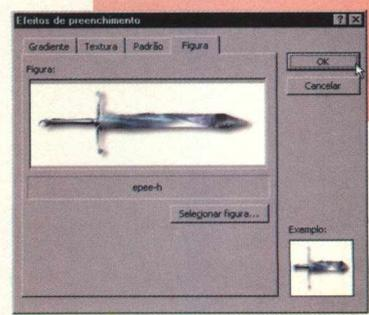 Efeitos de preenchimento
Gradiente Textura Padrão Figura
Figura:
OK
Cancelar
epee-h
Selecionar figura...
Exemplo: